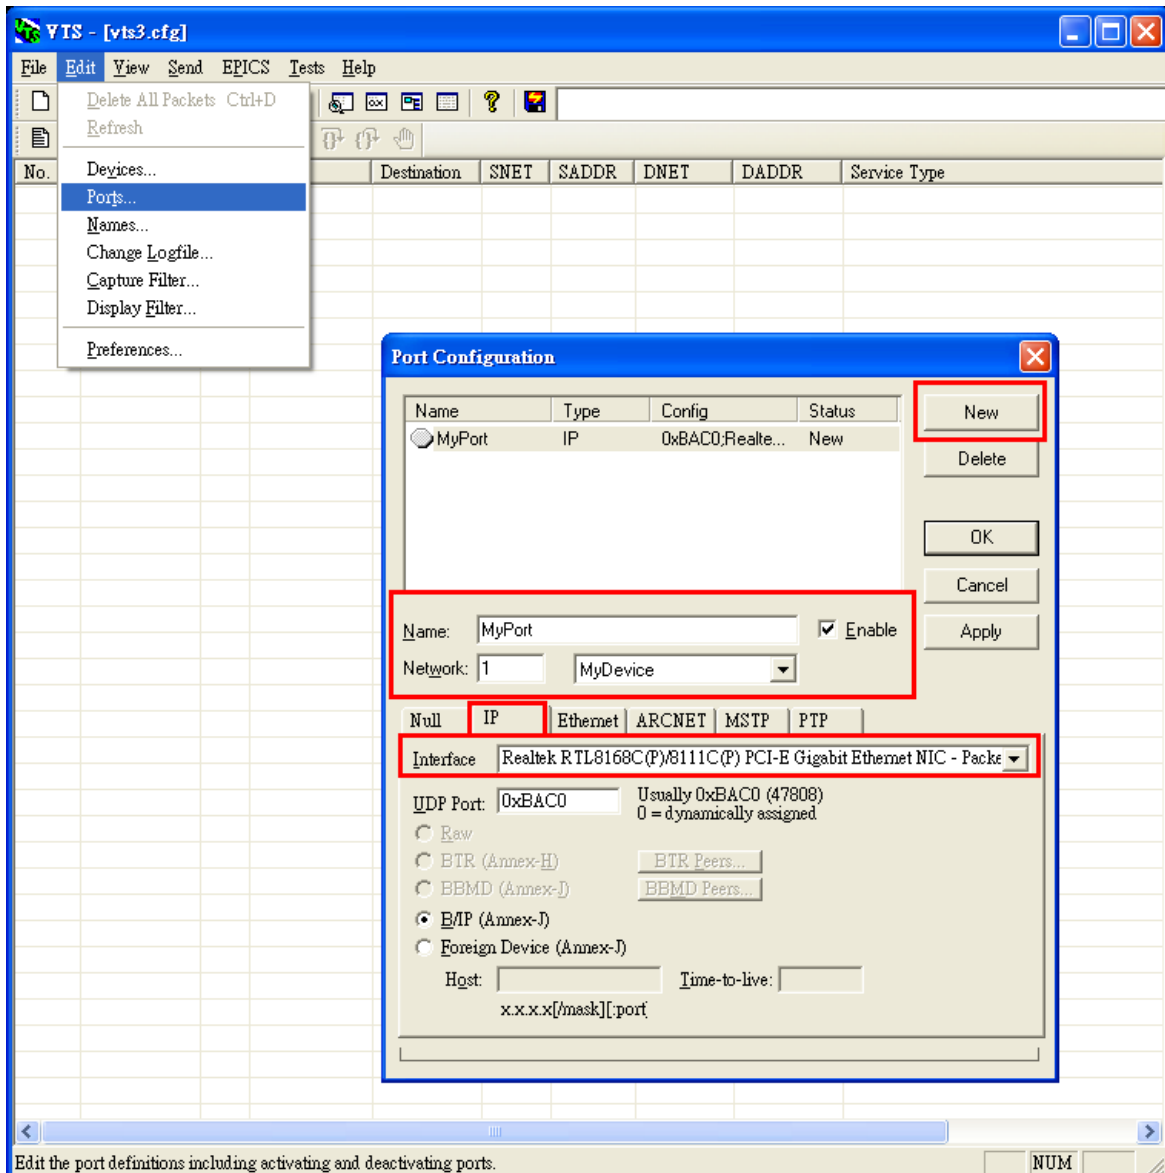 VTS - [vts3.cfg]
File Edit View Send EPICS Tests Help
Delete All Packets Ctrl+D
Refresh
Devices...
Ports...
Names...
Change Logfile...
Capture Filter...
Display Filter...
Preferences...
No. Destination SNET SADDR DNET DADDR Service Type
Port Configuration
Name Type Config Status
MyPort IP 0xBAC0;Realte... New
New
Delete
OK
Cancel
Apply
Name: MyPort Enable
Network: 1 MyDevice
Null IP Ethernet ARCNET MSTP PTP
Interface Realtek RTL8168C(P)/8111C(P) PCI-E Gigabit Ethernet NIC - Packe
UDP Port: 0xBAC0 Usually 0xBAC0 (47808)
0 = dynamically assigned
Raw
BTR (Annex-H) BTR Peers...
BBMD (Annex-J) BBMD Peers...
B/IP (Annex-J)
Foreign Device (Annex-J)
Host: Time-to-live:
x.x.x.x[/mask][:port
Edit the port definitions including activating and deactivating ports. NUM